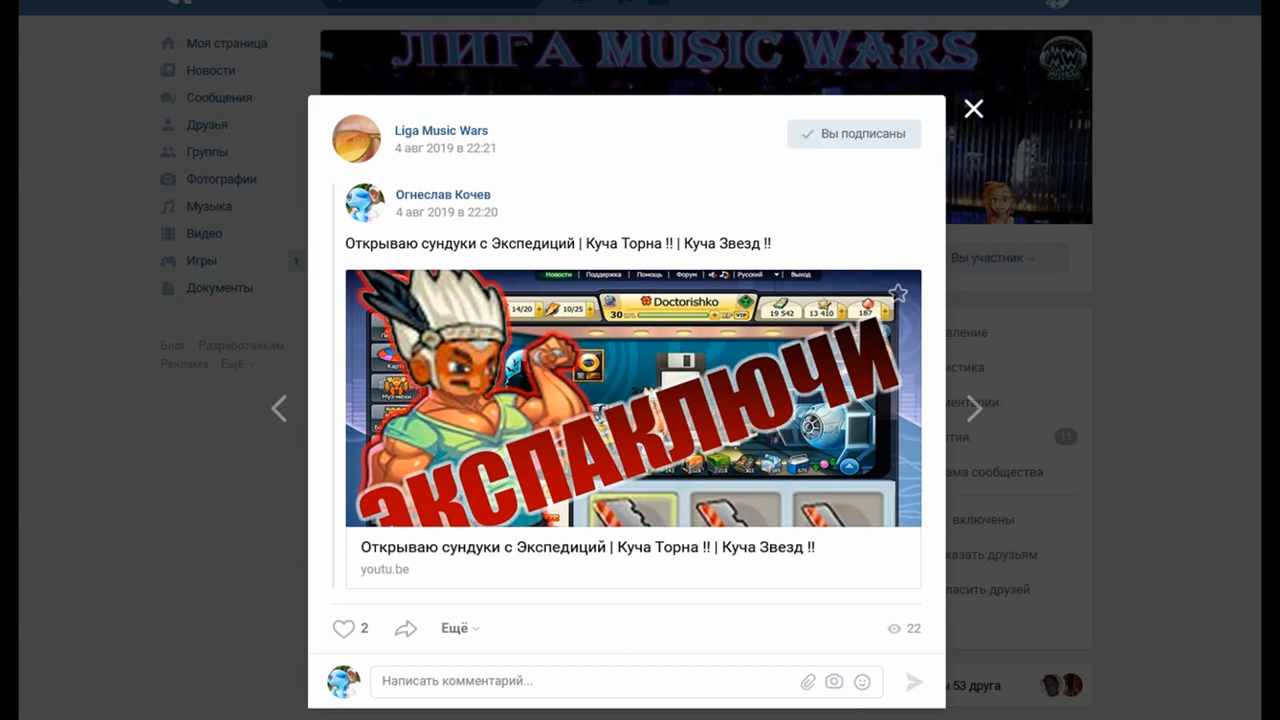 ЛИГА MUSIC WARS
MW
Моя страница
Новости
Сообщения
Друзья
Группы
Фотографии
Музыка
Видео
Игры
1
Документы
Блог Разработчикам
Реклама Ещё
Liga Music Wars
4 авг 2019 в 22:21
Вы подписаны
Огнеслав Кочев
4 авг 2019 в 22:20
Открываю сундуки с Экспедиций | Куча Торна !! | Куча Звезд !!
Новости Поддержка Помощь Форум Русский Выход
14/20 10/25 Doctorishko 19 542 13 410 187
30 VIP
ЭКСПАКЛЮЧИ
Открываю сундуки с Экспедиций | Куча Торна !! | Куча Звезд !!
youtu.be
2 Ещё 22
Написать комментарий...
Вы участник
вление
истика
ментарии
тия 11
ама сообщества
включены
казать друзьям
ласить друзей
ы 53 друга